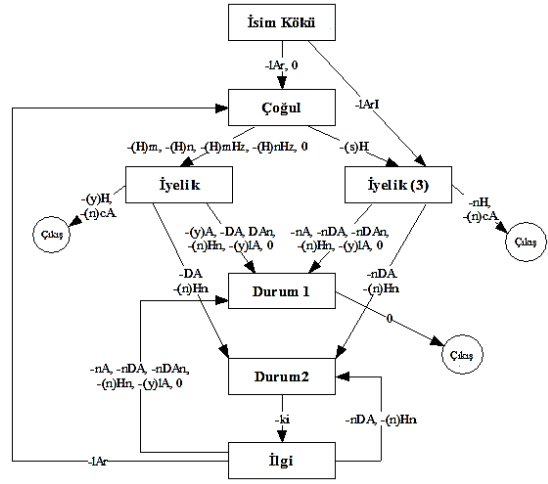 İsim Kökü
-lAr, 0
-lArI
Çoğul
-(H)m, -(H)n, -(H)mHz, -(H)nHz, 0
-(s)H
İyelik
İyelik (3)
-(y)H,
-(n)cA
-nH,
-(n)cA
Çıkış
Çıkış
-(y)A, -DA, DAn,
-(n)Hn, -(y)lA, 0
-nA, -nDA, -nDAn,
-(n)Hn, -(y)lA, 0
-DA
-(n)Hn
-nDA
-(n)Hn
Durum 1
0
Çıkış
-nA, -nDA, -nDAn,
-(n)Hn, -(y)lA, 0
Durum2
-ki
-nDA, -(n)Hn
-lAr
İlgi